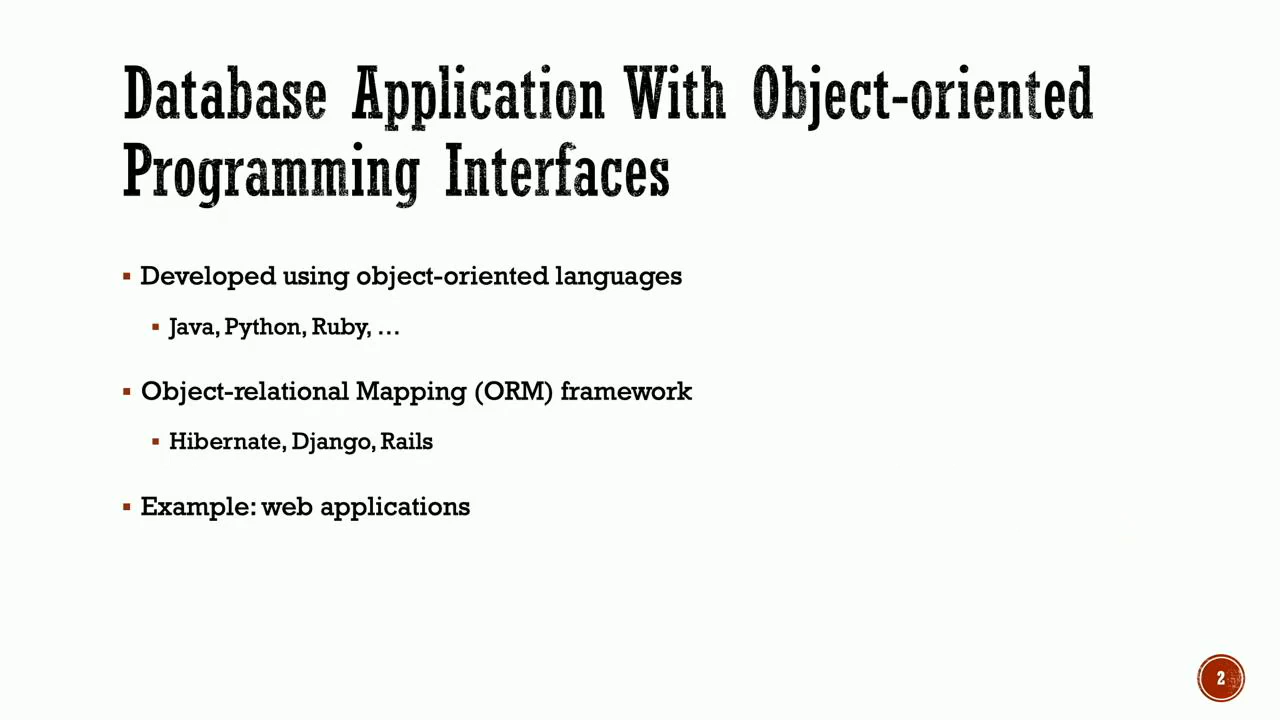 Database Application With Object-oriented
Programming Interfaces
▪ Developed using object-oriented languages
▪ Java, Python, Ruby, …
▪ Object-relational Mapping (ORM) framework
▪ Hibernate, Django, Rails
▪ Example: web applications
2